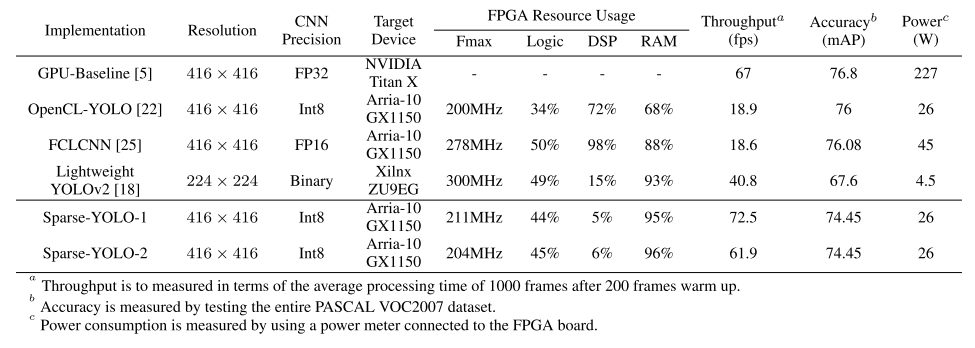 Implementation Resolution CNN Precision Target Device FPGA Resource Usage Throughput^a (fps) Accuracy^b (mAP) Power^c (W)
Fmax Logic DSP RAM
GPU-Baseline [5] 416 × 416 FP32 NVIDIA Titan X - - - - 67 76.8 227
OpenCL-YOLO [22] 416 × 416 Int8 Arria-10 GX1150 200MHz 34% 72% 68% 18.9 76 26
FCLCNN [25] 416 × 416 FP16 Arria-10 GX1150 278MHz 50% 98% 88% 18.6 76.08 45
Lightweight YOLOv2 [18] 224 × 224 Binary Xilnx ZU9EG 300MHz 49% 15% 93% 40.8 67.6 4.5
Sparse-YOLO-1 416 × 416 Int8 Arria-10 GX1150 211MHz 44% 5% 95% 72.5 74.45 26
Sparse-YOLO-2 416 × 416 Int8 Arria-10 GX1150 204MHz 45% 6% 96% 61.9 74.45 26
a Throughput is to measured in terms of the average processing time of 1000 frames after 200 frames warm up.
b Accuracy is measured by testing the entire PASCAL VOC2007 dataset.
c Power consumption is measured by using a power meter connected to the FPGA board.